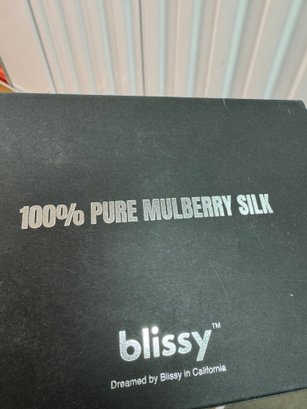 100% PURE MULBERRY SILK
blissy™
Dreamed by Blissy in California